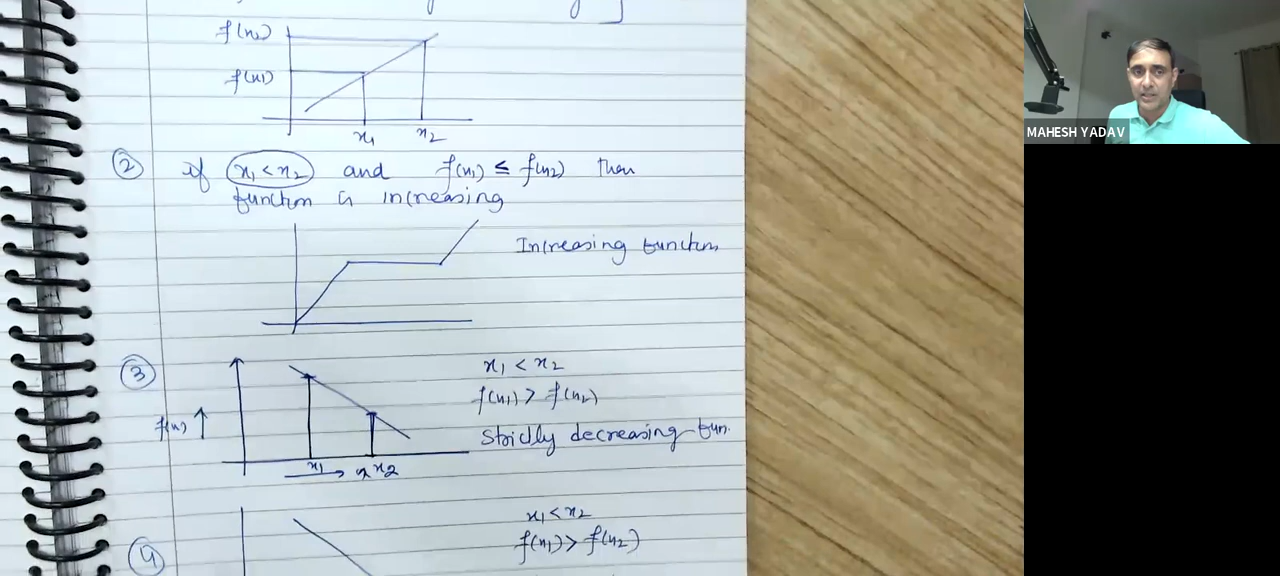 f(x₂)
f(x₁)
x₁ x₂
② if x₁ < x₂ and f(x₁) ≤ f(x₂) then
function is increasing
Increasing function
③ x₁ < x₂
f(x₁) > f(x₂)
f(x) ↑
Strictly decreasing fun.
x₁ → x x₂
x₁ < x₂
④ f(x₁) > f(x₂)
MAHESH YADAV